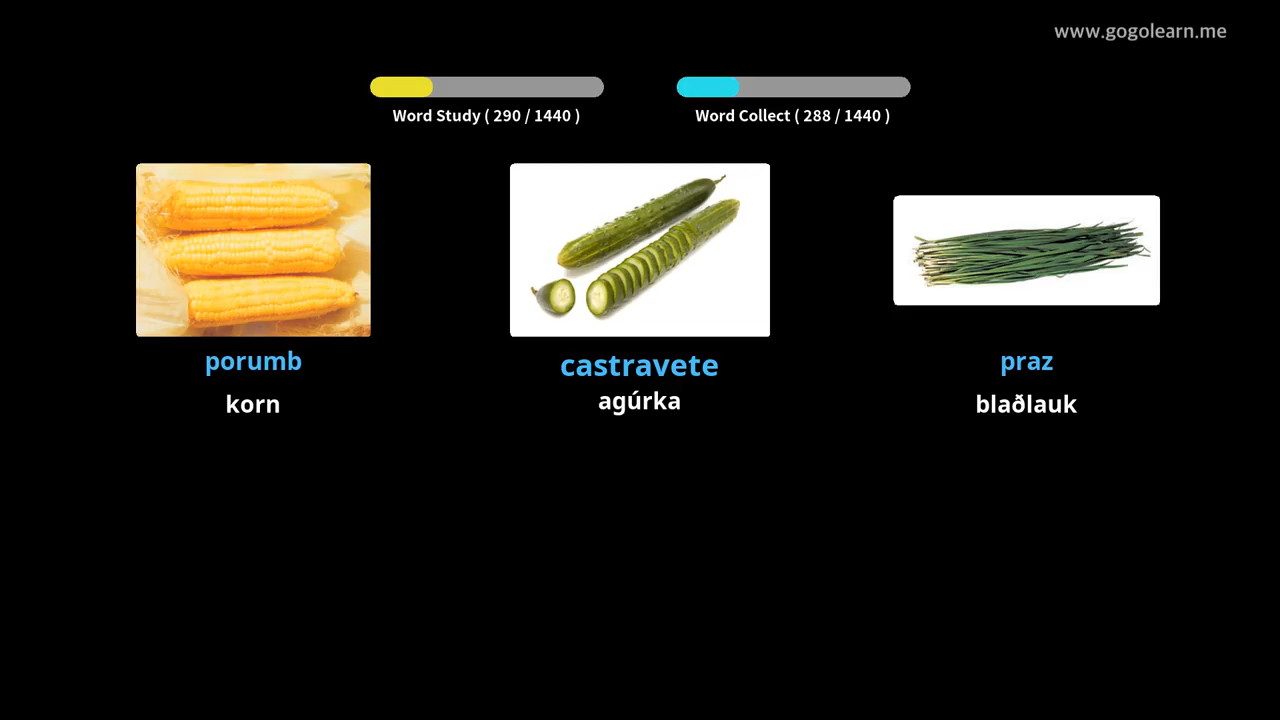 www.gogolearn.me
Word Study ( 290 / 1440 )
Word Collect ( 288 / 1440 )
porumb
korn
castravete
agúrka
praz
blaðlauk